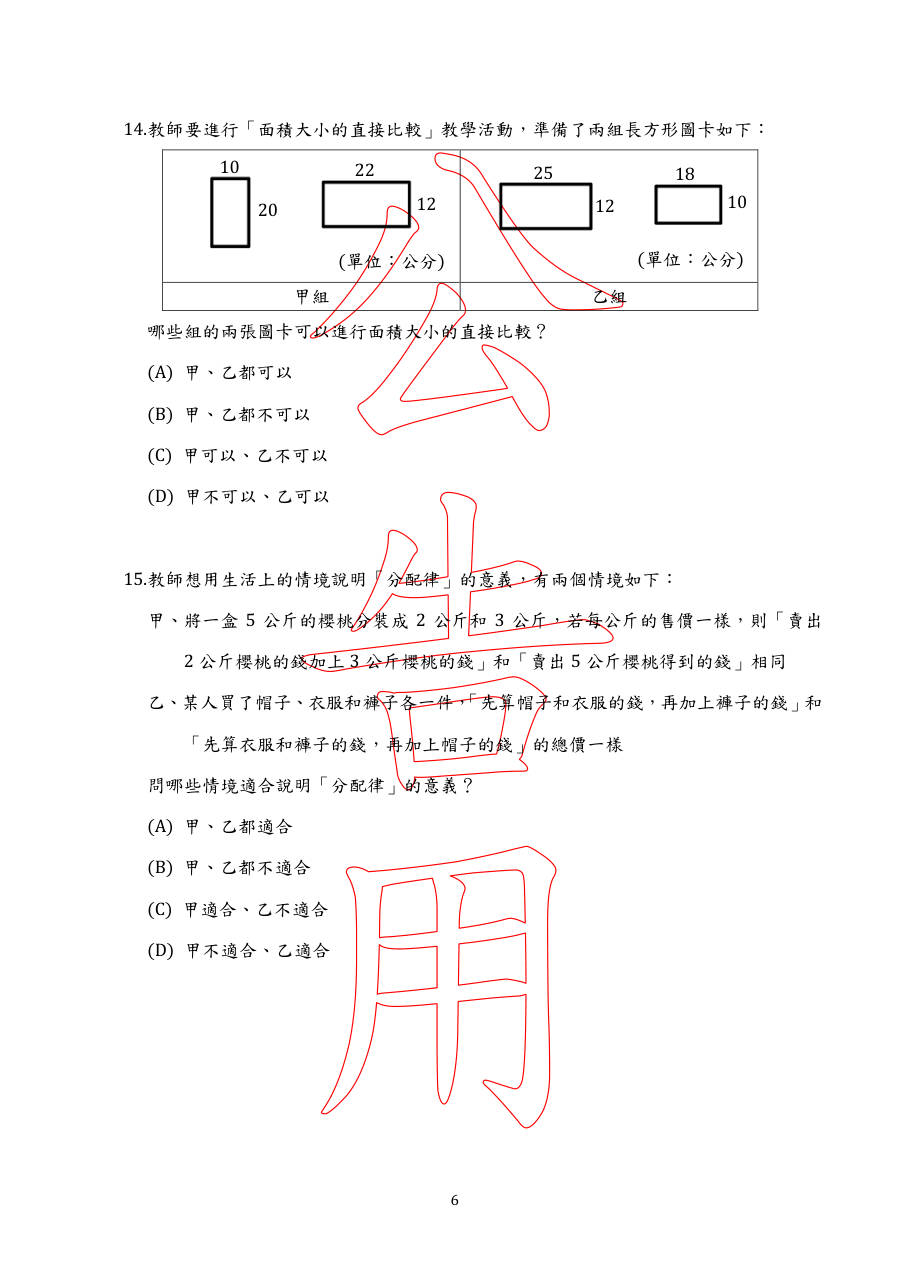 14.教師要進行「面積大小的直接比較」教學活動，準備了兩組長方形圖卡如下：
10
20
22
12
(單位：公分)
25
12
18
10
(單位：公分)
甲組
乙組
哪些組的兩張圖卡可以進行面積大小的直接比較？
(A) 甲、乙都可以
(B) 甲、乙都不可以
(C) 甲可以、乙不可以
(D) 甲不可以、乙可以
15.教師想用生活上的情境說明「分配律」的意義，有兩個情境如下：
甲、將一盒 5 公斤的櫻桃分裝成 2 公斤和 3 公斤，若每公斤的售價一樣，則「賣出
2 公斤櫻桃的錢加上 3 公斤櫻桃的錢」和「賣出 5 公斤櫻桃得到的錢」相同
乙、某人買了帽子、衣服和褲子各一件，「先算帽子和衣服的錢，再加上褲子的錢」和
「先算衣服和褲子的錢，再加上帽子的錢」的總價一樣
問哪些情境適合說明「分配律」的意義？
(A) 甲、乙都適合
(B) 甲、乙都不適合
(C) 甲適合、乙不適合
(D) 甲不適合、乙適合
公
告
用
6